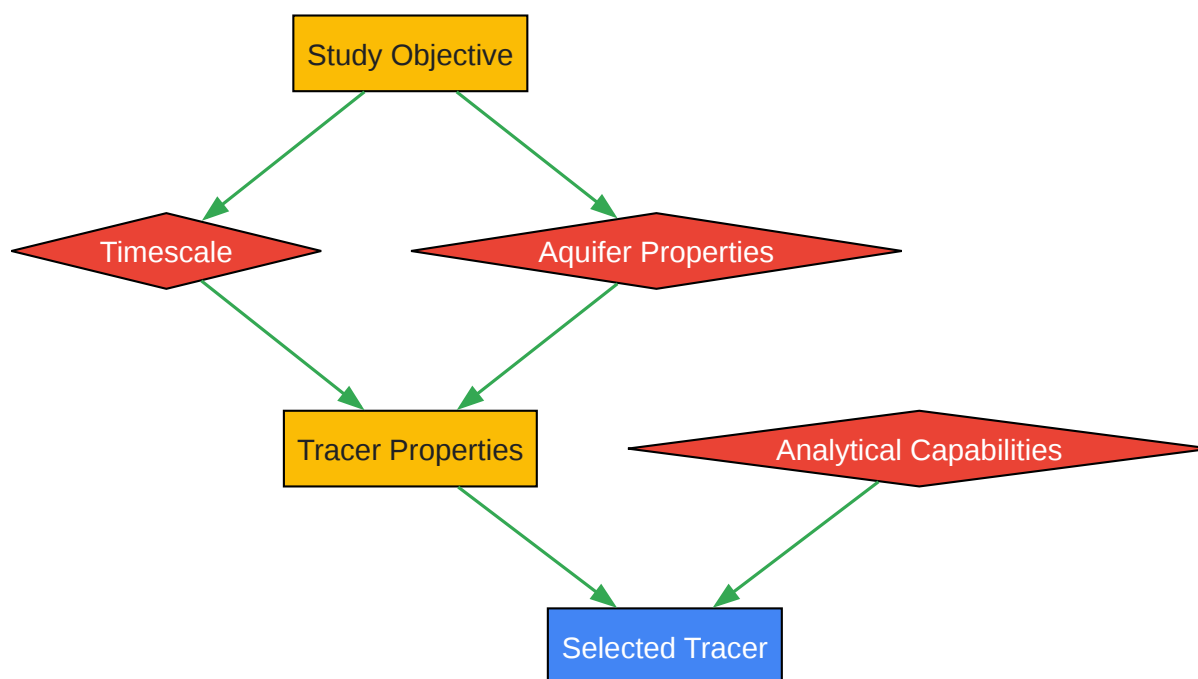 Study Objective
Timescale
Aquifer Properties
Tracer Properties
Analytical Capabilities
Selected Tracer